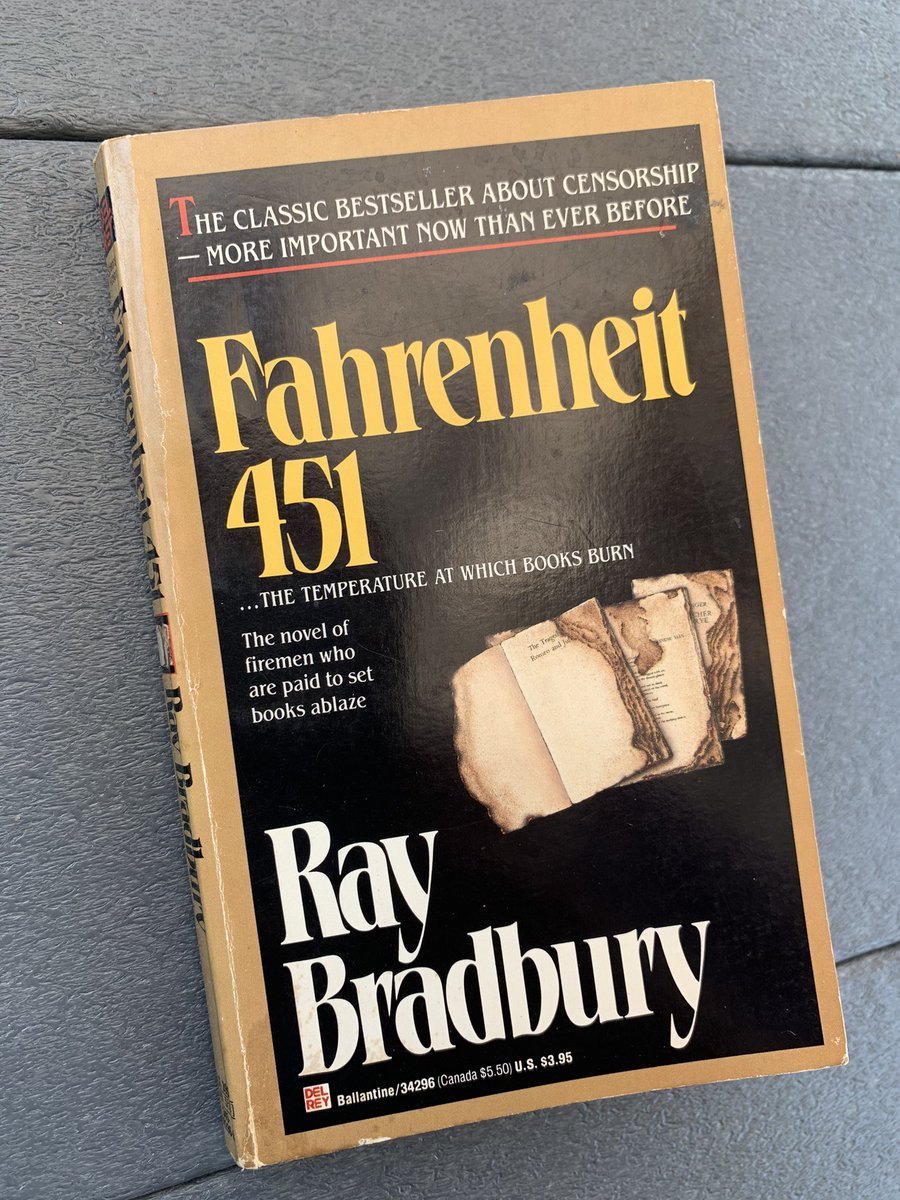 THE CLASSIC BESTSELLER ABOUT CENSORSHIP
— MORE IMPORTANT NOW THAN EVER BEFORE
Fahrenheit
451
...THE TEMPERATURE AT WHICH BOOKS BURN
The novel of
firemen who
are paid to set
books ablaze
Romeo and
Ray
Bradbury
DEL
REY
Ballantine/34296 (Canada $5.50) U.S. $3.95
Fahrenheit 451
Ray Bradbury